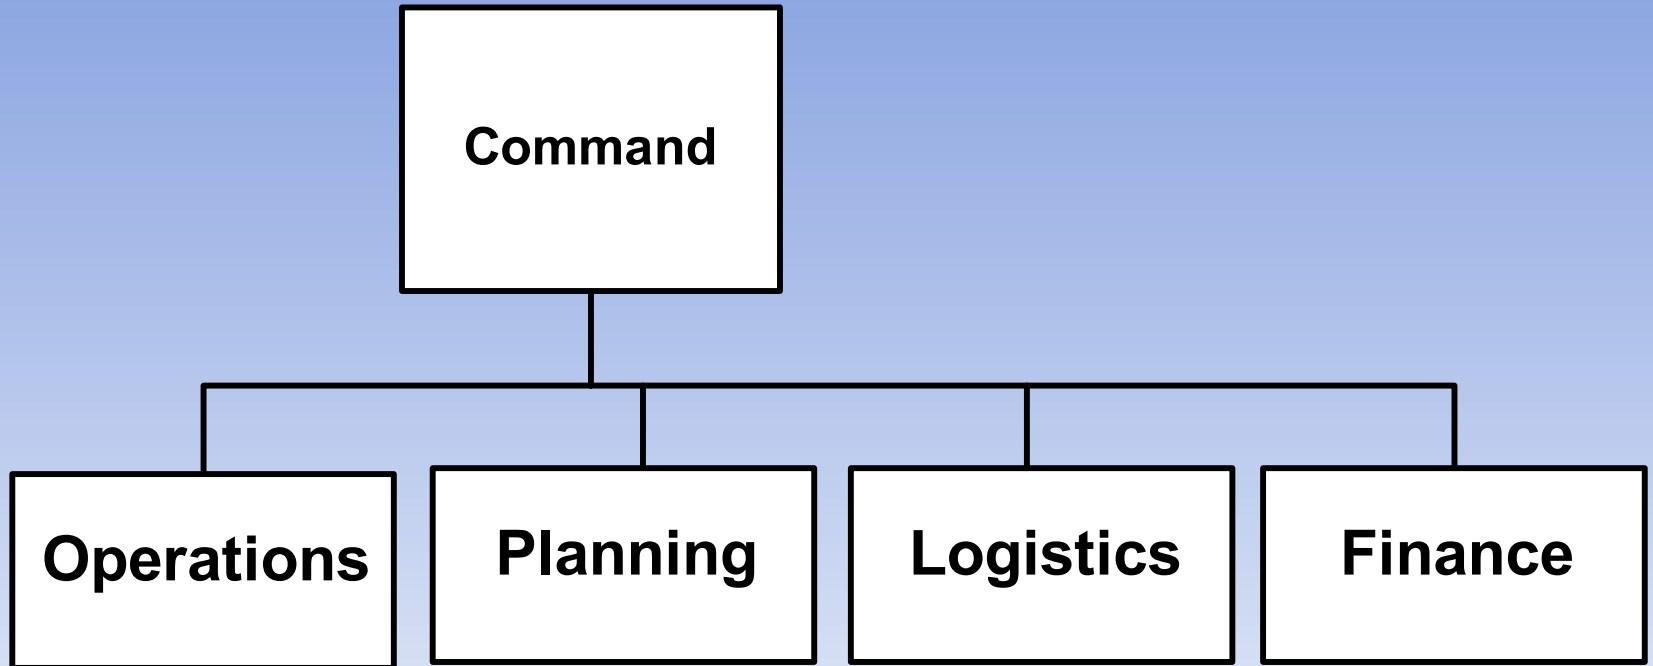 Command
Operations
Planning
Logistics
Finance